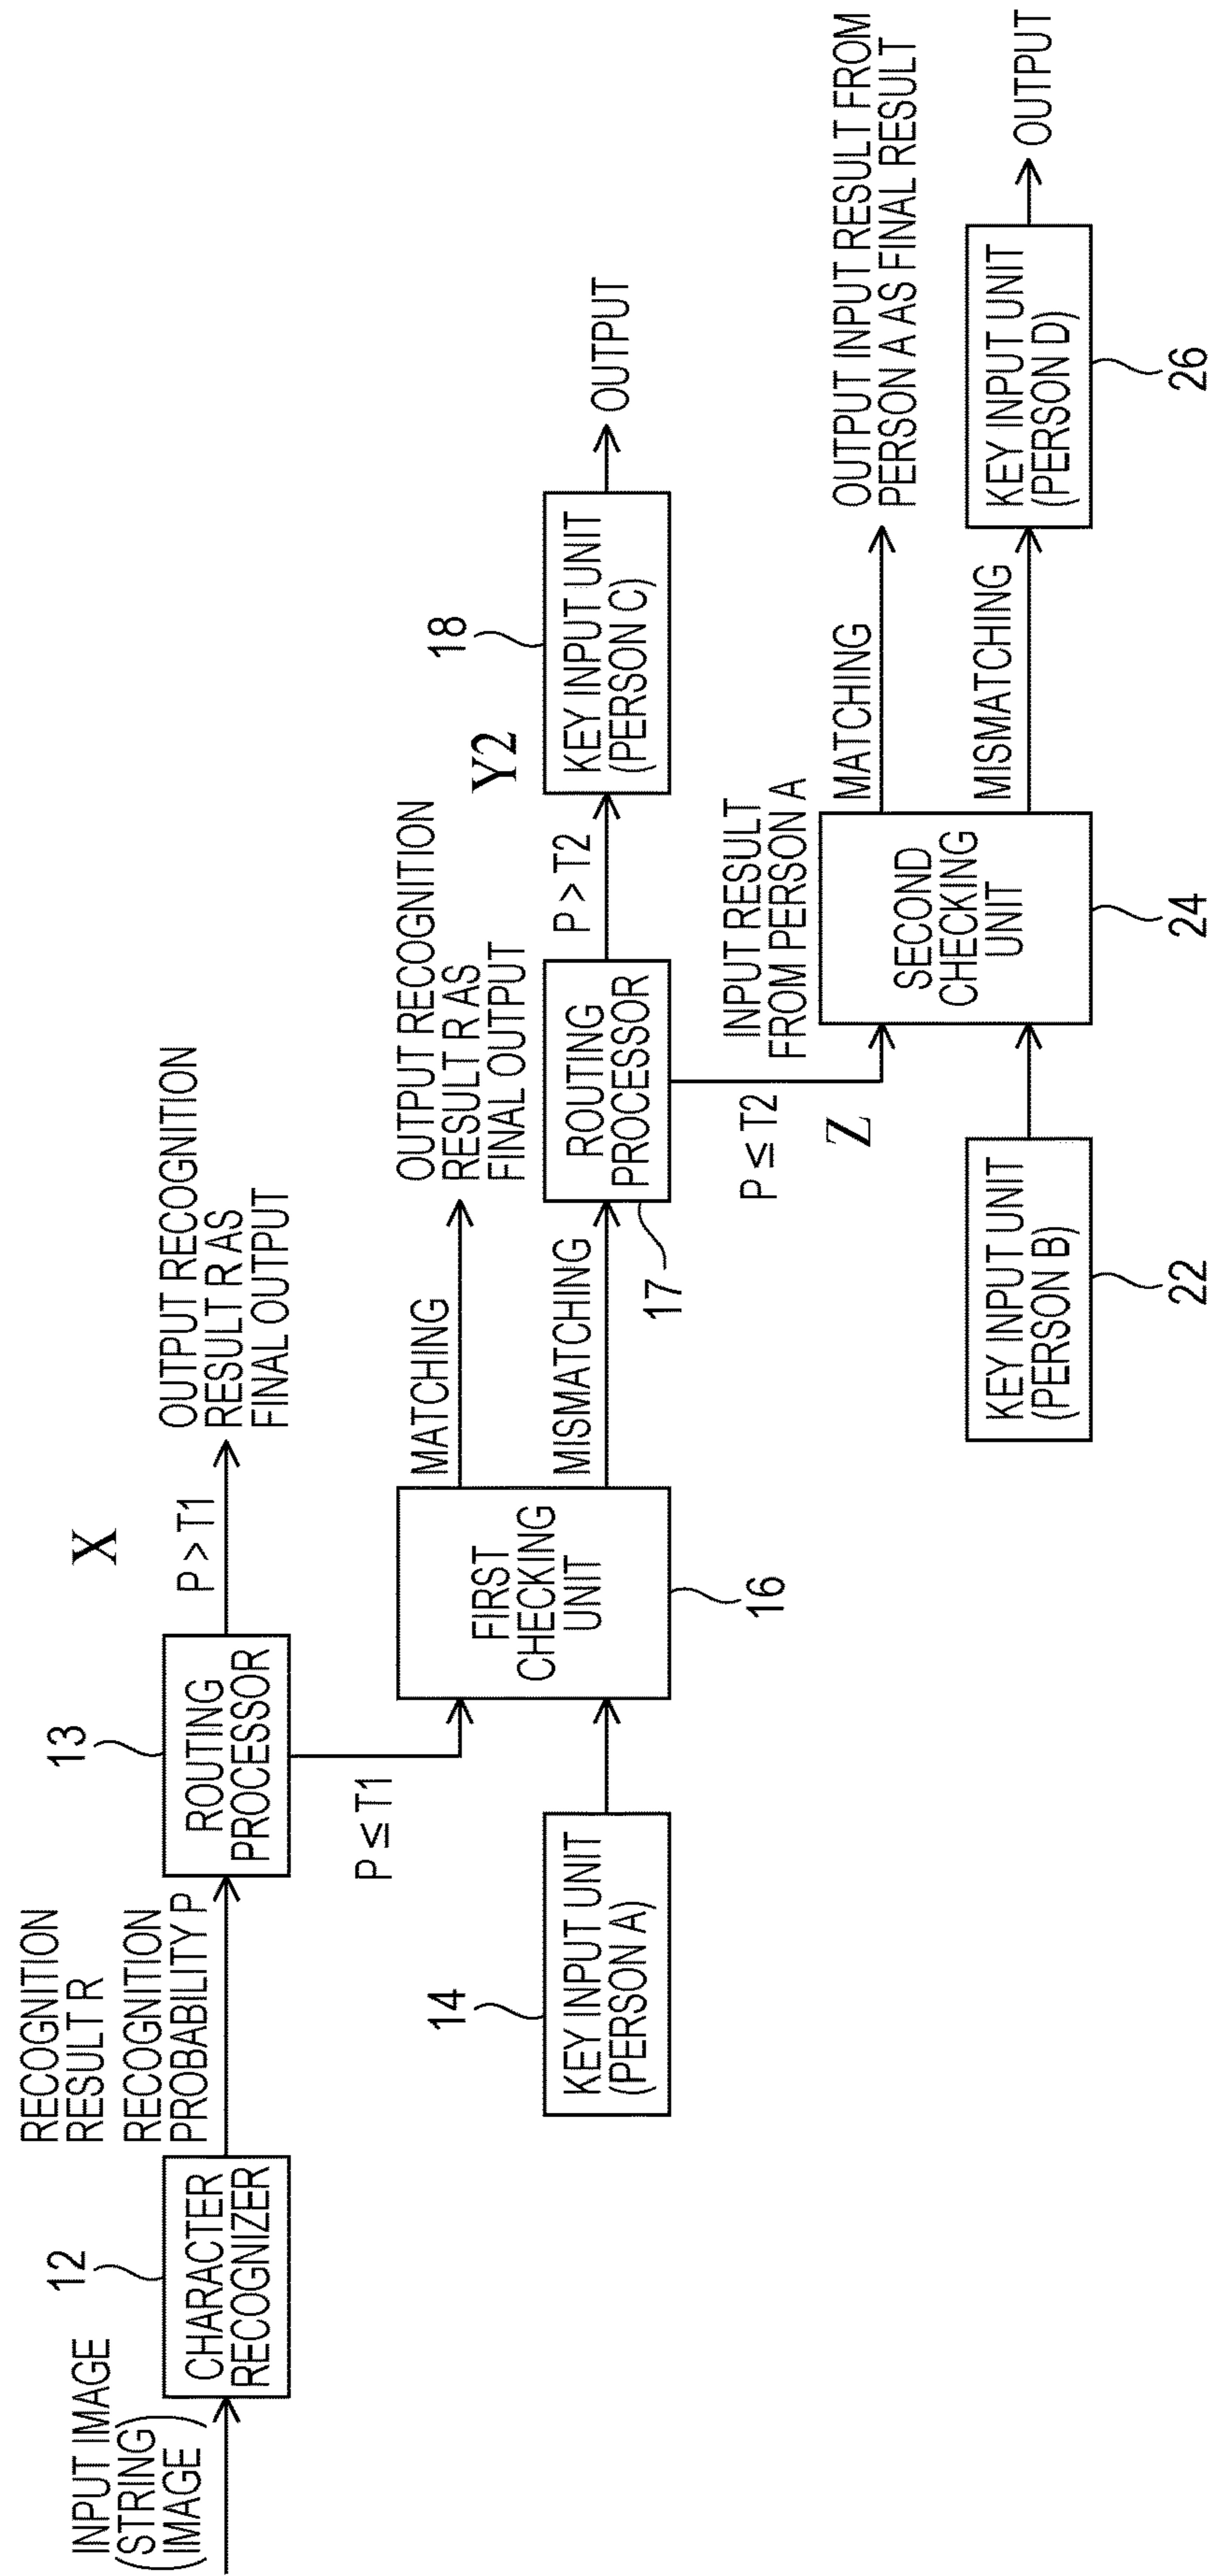 INPUT IMAGE
(STRING
IMAGE)
12
CHARACTER
RECOGNIZER
RECOGNITION
RESULT R
RECOGNITION
PROBABILITY P
13
ROUTING
PROCESSOR
X
P > T1
OUTPUT RECOGNITION
RESULT R AS
FINAL OUTPUT
P ≤ T1
14
KEY INPUT UNIT
(PERSON A)
FIRST
CHECKING
UNIT
16
MATCHING
OUTPUT RECOGNITION
RESULT R AS
FINAL OUTPUT
MISMATCHING
ROUTING
PROCESSOR
17
P > T2
Y2
18
KEY INPUT UNIT
(PERSON C)
OUTPUT
P ≤ T2
Z
INPUT RESULT
FROM PERSON A
KEY INPUT UNIT
(PERSON B)
22
SECOND
CHECKING
UNIT
24
MATCHING
OUTPUT INPUT RESULT FROM
PERSON A AS FINAL RESULT
MISMATCHING
KEY INPUT UNIT
(PERSON D)
26
OUTPUT